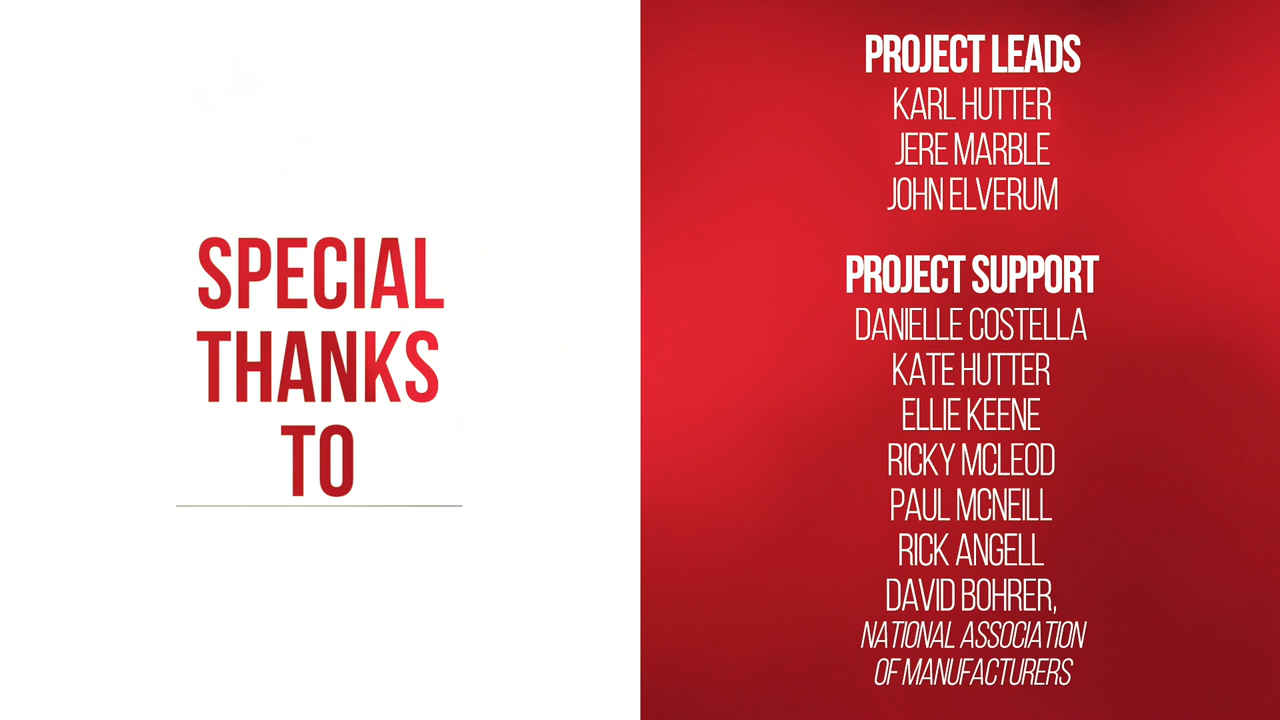 SPECIAL
THANKS
TO
PROJECT LEADS
KARL HUTTER
JERE MARBLE
JOHN ELVERUM
PROJECT SUPPORT
DANIELLE COSTELLA
KATE HUTTER
ELLIE KEENE
RICKY MCLEOD
PAUL MCNEILL
RICK ANGELL
DAVID BOHRER,
NATIONAL ASSOCIATION
OF MANUFACTURERS